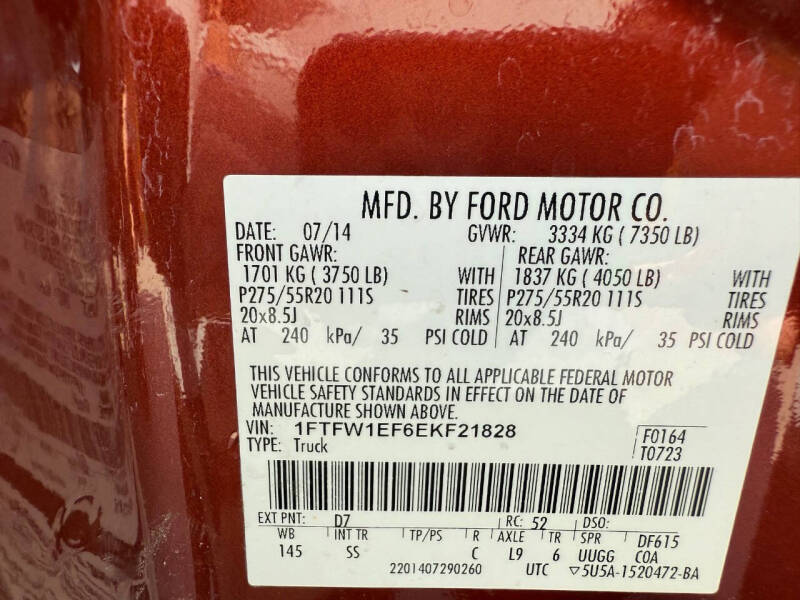 MFD. BY FORD MOTOR CO.
DATE: 07/14 GVWR: 3334 KG ( 7350 LB)
FRONT GAWR: REAR GAWR:
1701 KG ( 3750 LB) WITH 1837 KG ( 4050 LB) WITH
P275/55R20 111S TIRES P275/55R20 111S TIRES
20x8.5J RIMS 20x8.5J RIMS
AT 240 kPa/ 35 PSI COLD AT 240 kPa/ 35 PSI COLD
THIS VEHICLE CONFORMS TO ALL APPLICABLE FEDERAL MOTOR
VEHICLE SAFETY STANDARDS IN EFFECT ON THE DATE OF
MANUFACTURE SHOWN ABOVE.
VIN: 1FTFW1EF6EKF21828 F0164
TYPE: Truck T0723
EXT PNT: D7 RC: 52 DSO:
WB INT TR TP/PS R AXLE TR SPR DF615
145 SS C L9 6 UUGG COA
2201407290260 UTC ▽5U5A-1520472-BA